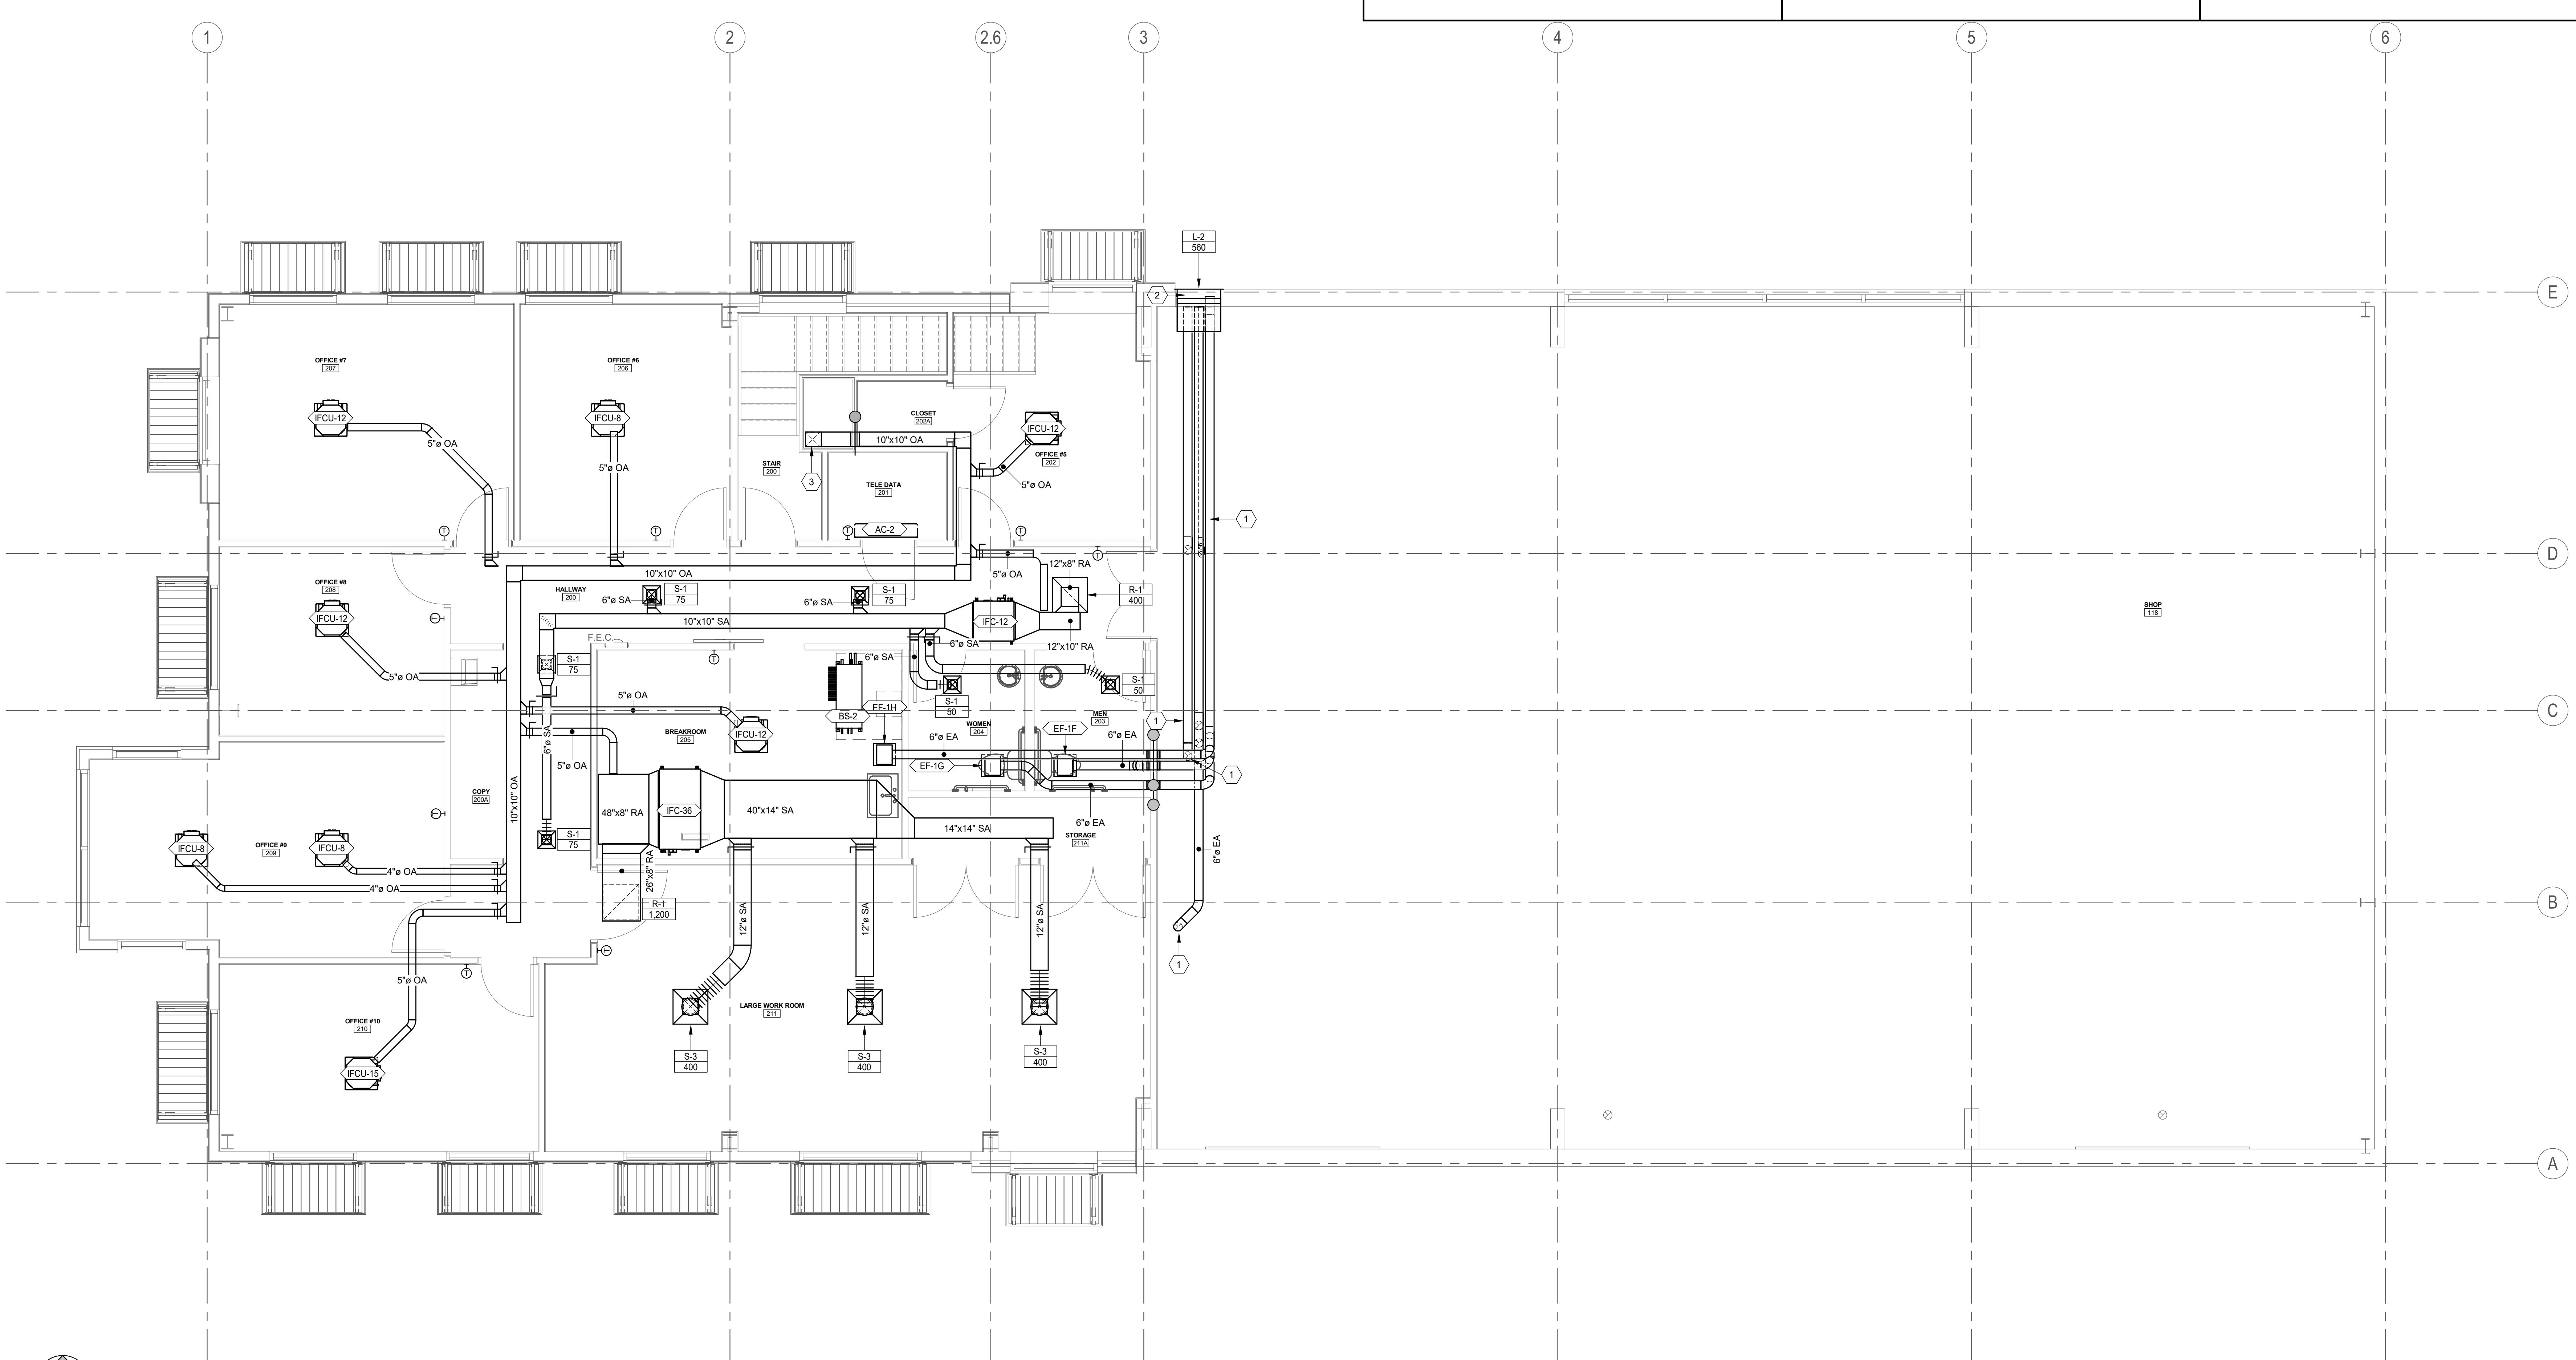 1
2
2.6
3
4
5
6
L-2
560
2
E
OFFICE #7
207
OFFICE #6
206
IFCU-12
IFCU-8
CLOSET
202A
IFCU-12
5"ø OA
5"ø OA
10"x10" OA
OFFICE #5
202
STAIR
200
3
TELE DATA
201
5"ø OA
AC-2
T
T
T
T
T
1
D
10"x10" OA
5"ø OA
12"x8" RA
OFFICE #8
208
HALLWAY
200
6"ø SA
S-1
75
6"ø SA
S-1
75
R-1
400
SHOP
118
IFCU-12
T
10"x10" SA
IFC-12
F.E.C.
6"ø SA
12"x10" RA
S-1
75
T
6"ø SA
5"ø OA
5"ø OA
S-1
50
S-1
50
EF-1H
BS-2
C
6"ø SA
BREAKROOM
205
IFCU-12
WOMEN
204
MEN
203
1
EF-1F
6"ø EA
6"ø EA
5"ø OA
EF-1G
1
COPY
200A
10"x10" OA
48"x8" RA
IFC-36
40"x14" SA
T
6"ø EA
14"x14" SA
STORAGE
211A
S-1
75
IFCU-8
OFFICE #9
209
IFCU-8
6"ø EA
4"ø OA
4"ø OA
26"x8" RA
R-1
1,200
12"ø SA
12"ø SA
12"ø SA
B
T
T
1
5"ø OA
LARGE WORK ROOM
211
OFFICE #10
210
S-3
400
S-3
400
S-3
400
IFCU-15
A